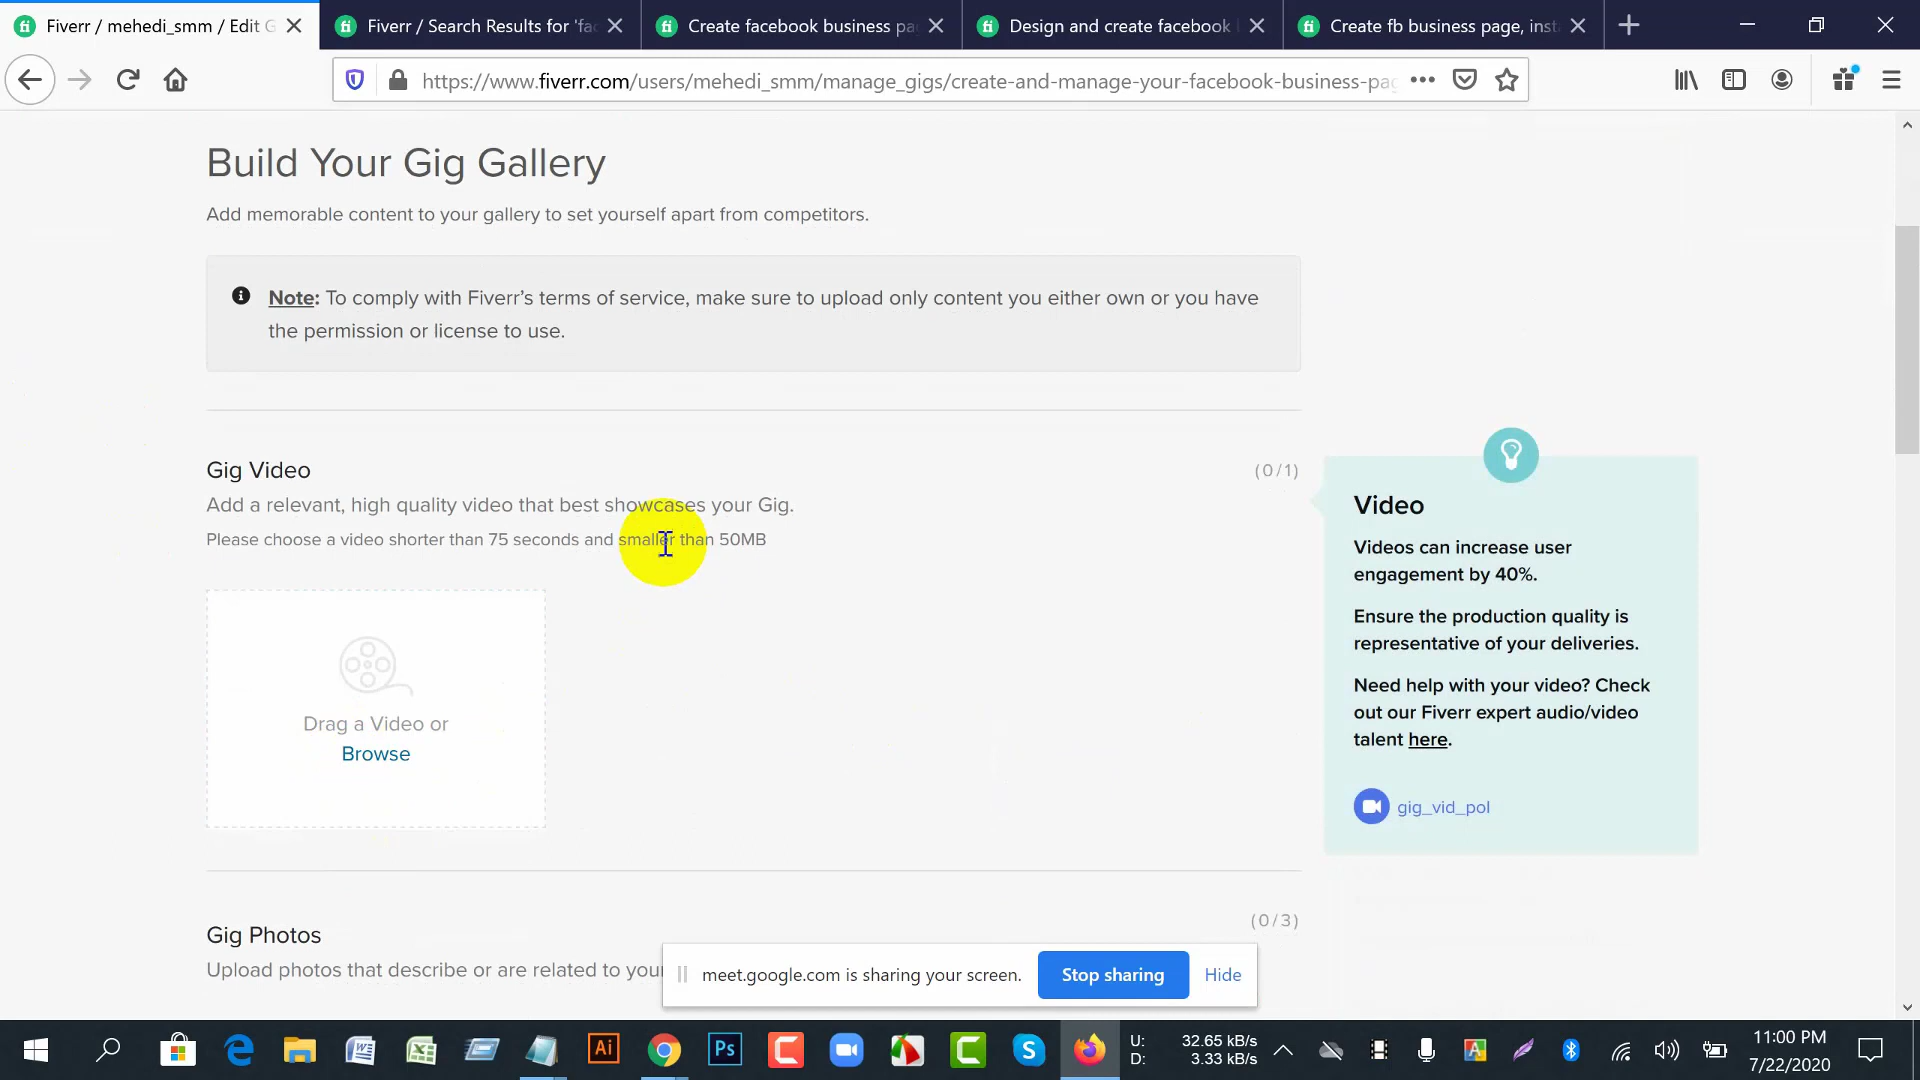 Fiverr / mehedi_smm / Edit G
Fiverr / Search Results for 'fac
Create facebook business pa
Design and create facebook
Create fb business page, inst
https://www.fiverr.com/users/mehedi_smm/manage_gigs/create-and-manage-your-facebook-business-pag
Build Your Gig Gallery
Add memorable content to your gallery to set yourself apart from competitors.
Note: To comply with Fiverr's terms of service, make sure to upload only content you either own or you have
the permission or license to use.
Gig Video
(0/1)
Add a relevant, high quality video that best showcases your Gig.
Please choose a video shorter than 75 seconds and smaller than 50MB
Drag a Video or
Browse
Video
Videos can increase user
engagement by 40%.
Ensure the production quality is
representative of your deliveries.
Need help with your video? Check
out our Fiverr expert audio/video
talent here.
gig_vid_pol
Gig Photos
(0/3)
Upload photos that describe or are related to your
meet.google.com is sharing your screen.
Stop sharing
Hide
Ai
Ps
U: 32.65 kB/s
D: 3.33 kB/s
11:00 PM
7/22/2020